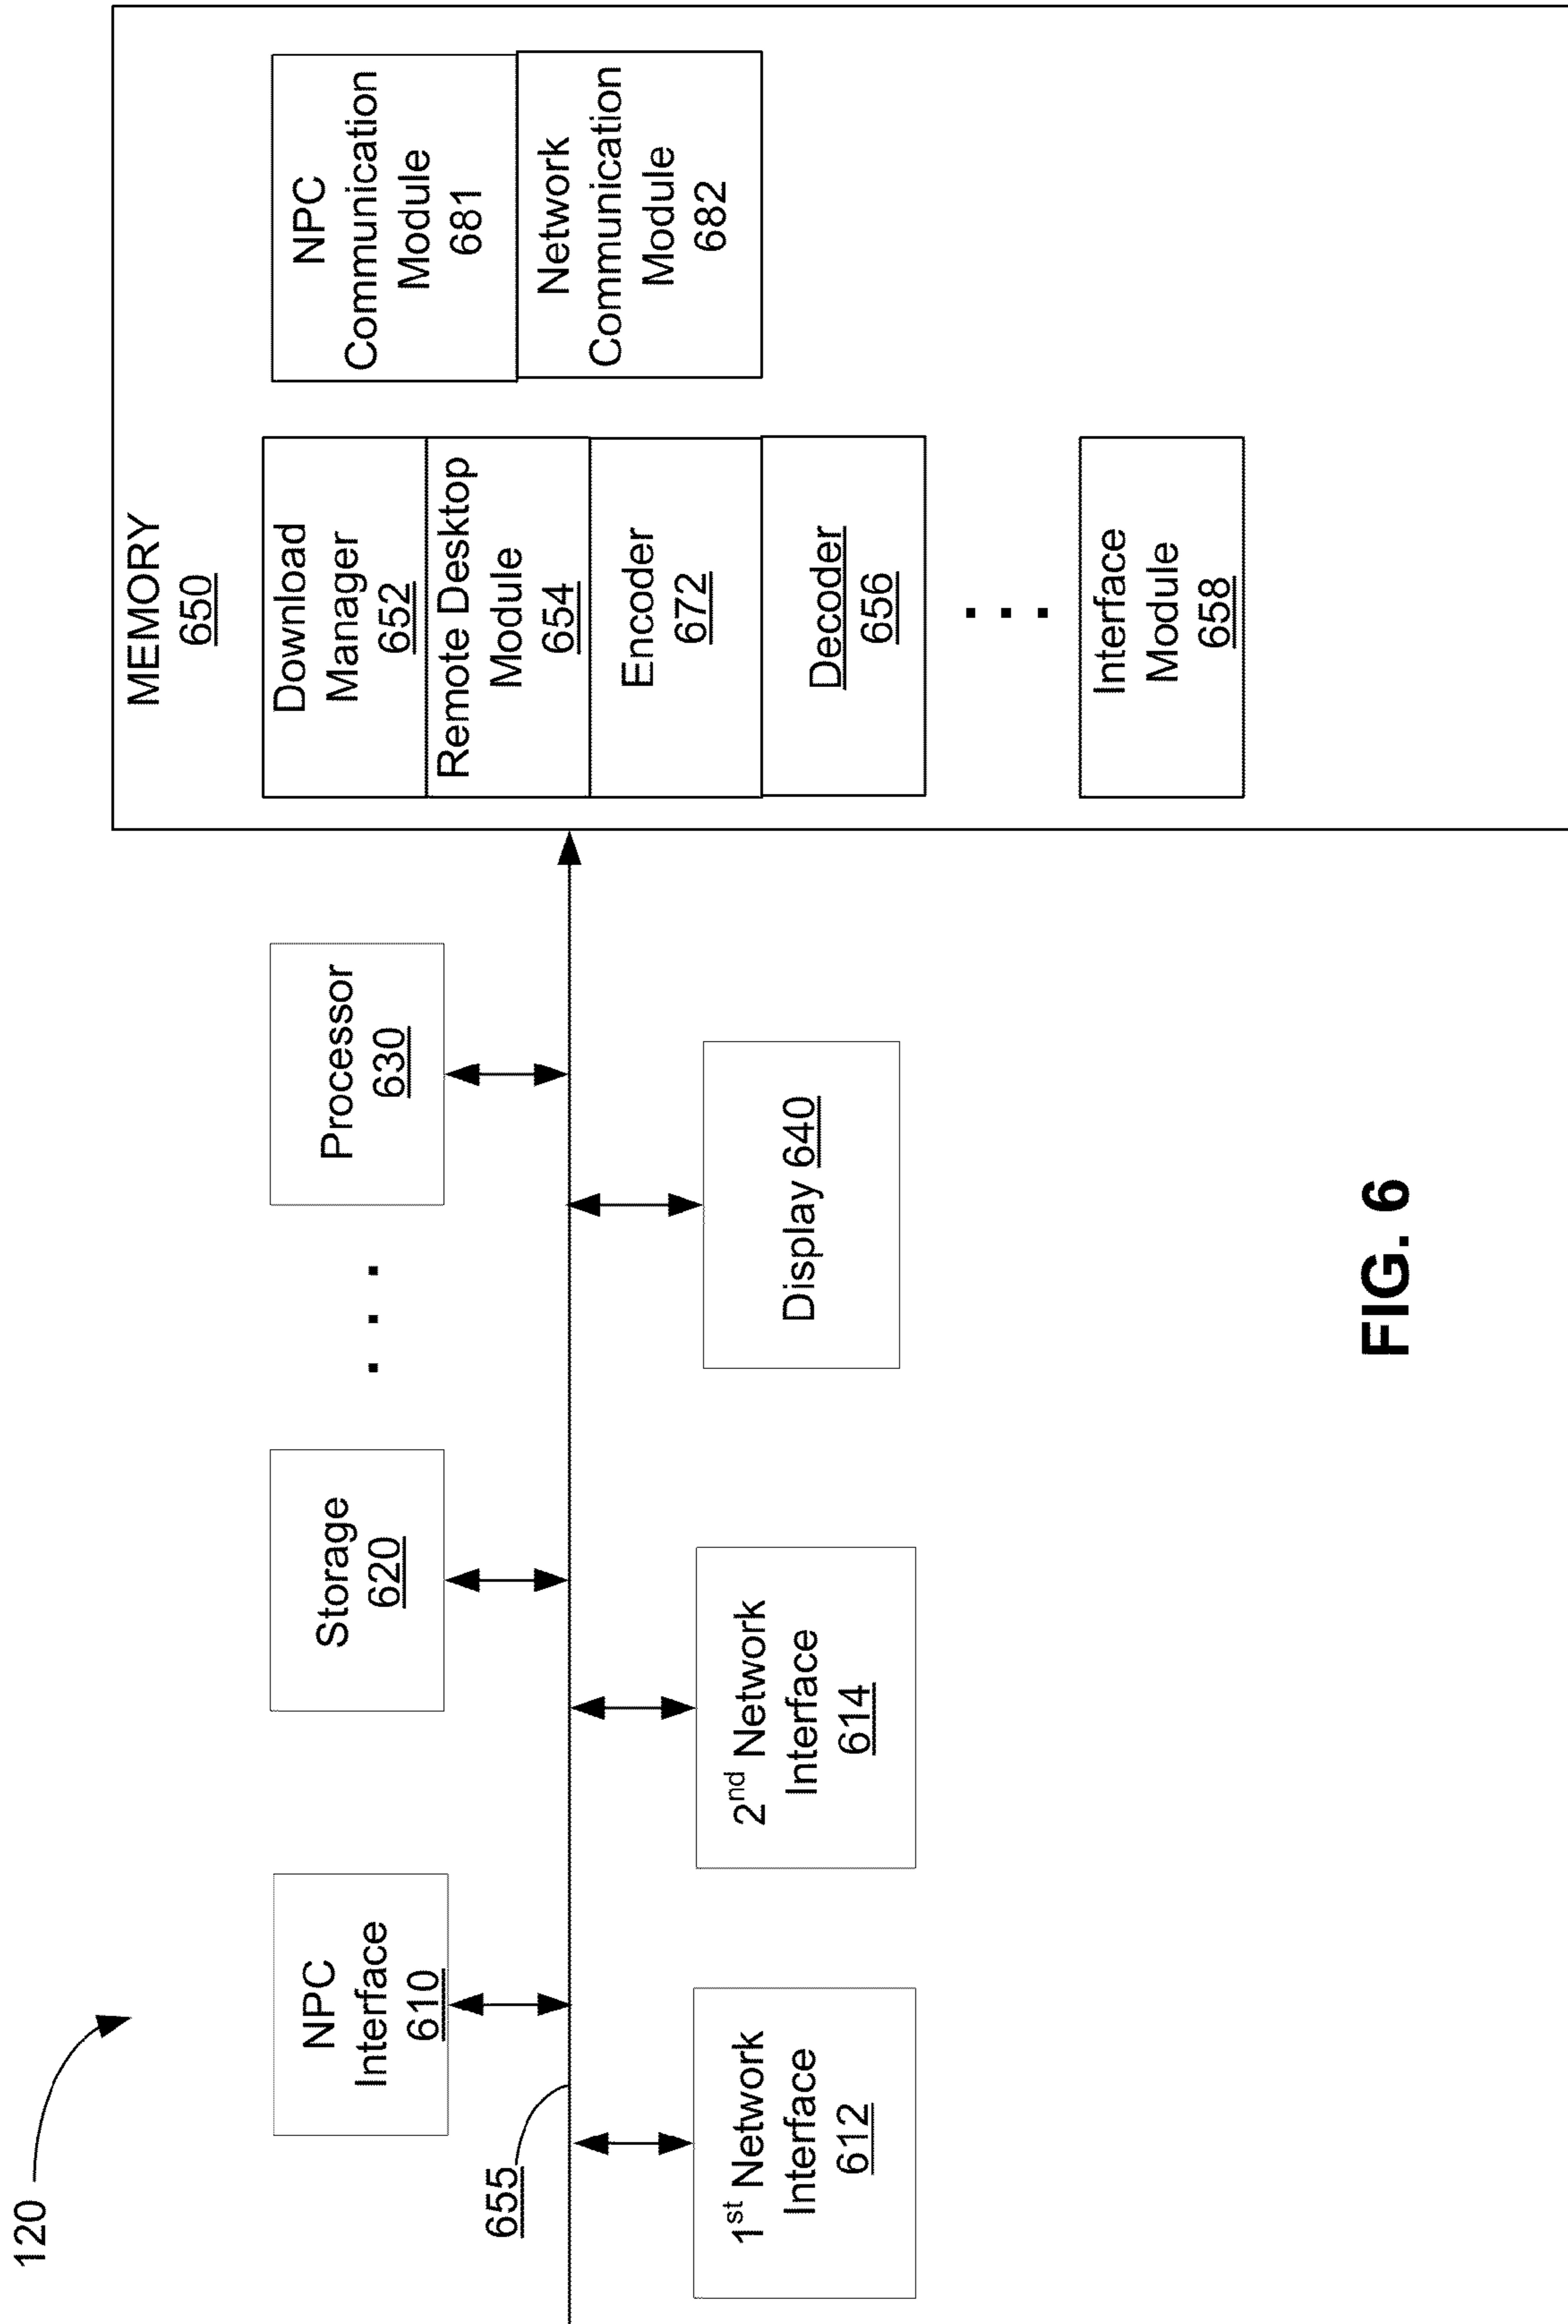 120
655
NPC
Interface
610
Storage
620
Processor
630
1st Network
Interface
612
2nd Network
Interface
614
Display 640
MEMORY
650
Download
Manager
652
Remote Desktop
Module
654
Encoder
672
Decoder
656
Interface
Module
658
NPC
Communication
Module
681
Network
Communication
Module
682
FIG. 6